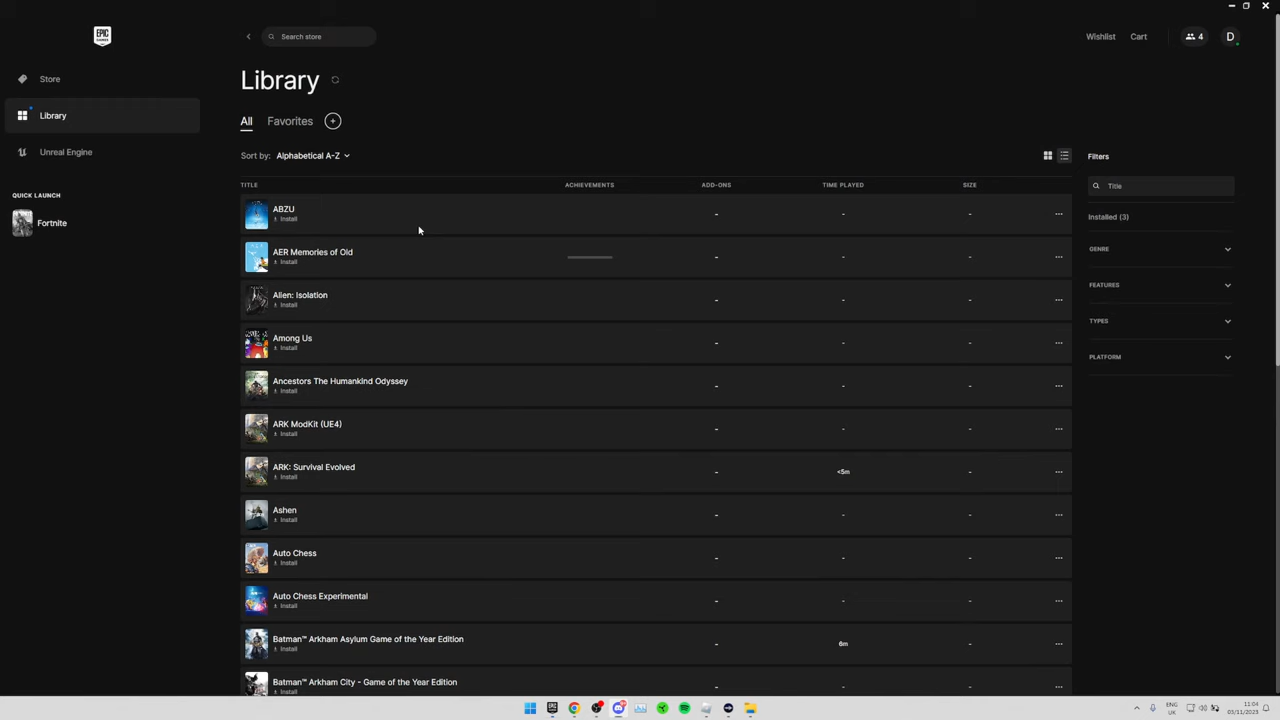 EPIC GAMES
Search store
Wishlist
Cart
4
D
Store
Library
Unreal Engine
QUICK LAUNCH
Fortnite
Library
All
Favorites
+
Sort by: Alphabetical A-Z
TITLE ACHIEVEMENTS ADD-ONS TIME PLAYED SIZE
ABZU
Install
- - -
AER Memories of Old
Install
- - -
Alien: Isolation
Install
- - -
Among Us
Install
- - -
Ancestors The Humankind Odyssey
Install
- - -
ARK ModKit (UE4)
Install
- - -
ARK: Survival Evolved
Install
- <5m -
Ashen
Install
- - -
Auto Chess
Install
- - -
Auto Chess Experimental
Install
- - -
Batman™ Arkham Asylum Game of the Year Edition
Install
- 6m -
Batman™ Arkham City - Game of the Year Edition
Install
- - -
Filters
Title
Installed (3)
GENRE
FEATURES
TYPES
PLATFORM
ENG
UK
11:04
03/11/2023